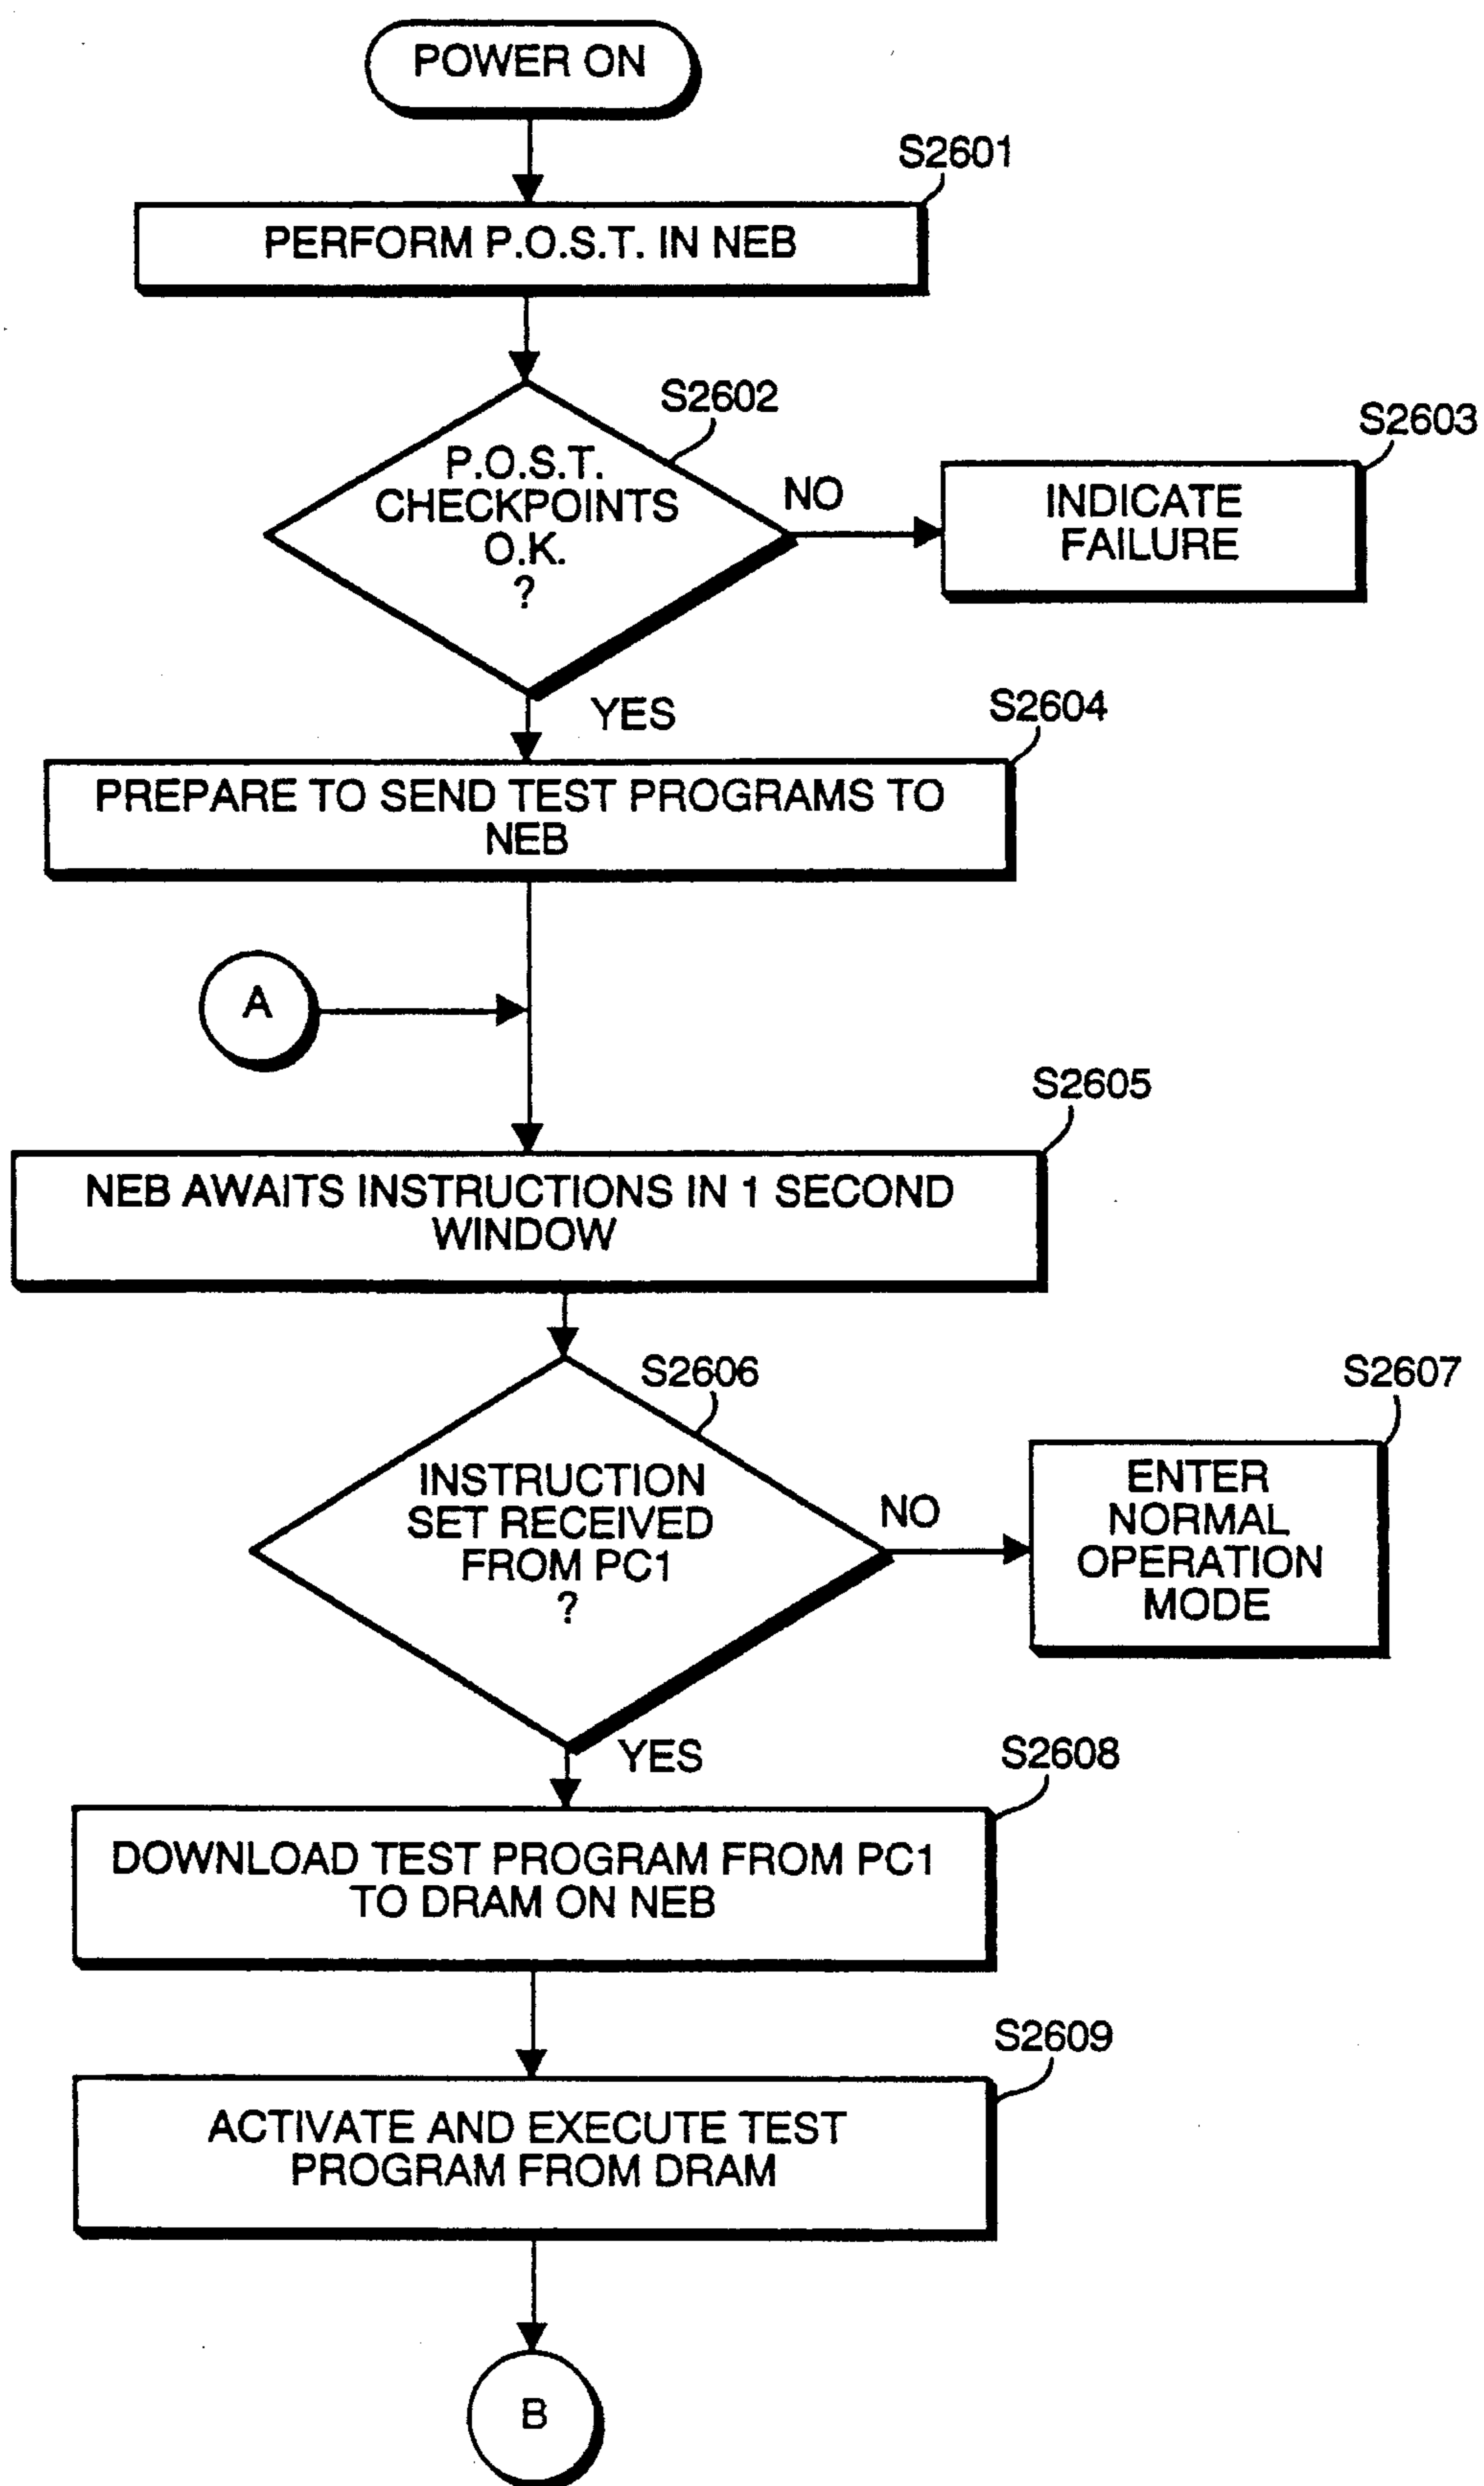 POWER ON
S2601
PERFORM P.O.S.T. IN NEB
S2602
P.O.S.T.
CHECKPOINTS
O.K.
?
NO
S2603
INDICATE
FAILURE
YES
S2604
PREPARE TO SEND TEST PROGRAMS TO
NEB
A
S2605
NEB AWAITS INSTRUCTIONS IN 1 SECOND
WINDOW
S2606
INSTRUCTION
SET RECEIVED
FROM PC1
?
NO
S2607
ENTER
NORMAL
OPERATION
MODE
YES
S2608
DOWNLOAD TEST PROGRAM FROM PC1
TO DRAM ON NEB
S2609
ACTIVATE AND EXECUTE TEST
PROGRAM FROM DRAM
B